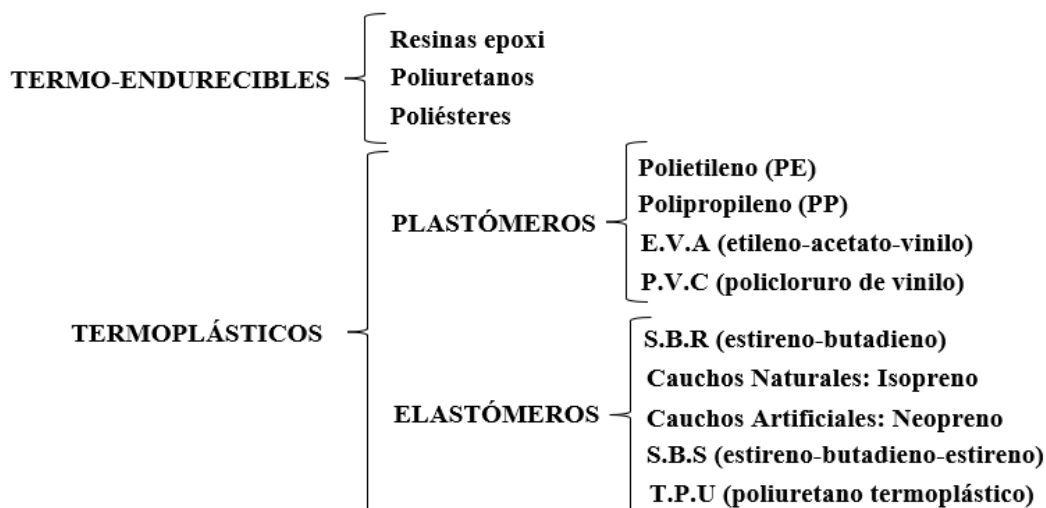 TERMO-ENDURECIBLES
Resinas epoxi
Poliuretanos
Poliésteres
TERMOPLÁSTICOS
PLASTÓMEROS
Polietileno (PE)
Polipropileno (PP)
E.V.A (etileno-acetato-vinilo)
P.V.C (policloruro de vinilo)
ELASTÓMEROS
S.B.R (estireno-butadieno)
Cauchos Naturales: Isopreno
Cauchos Artificiales: Neopreno
S.B.S (estireno-butadieno-estireno)
T.P.U (poliuretano termoplástico)